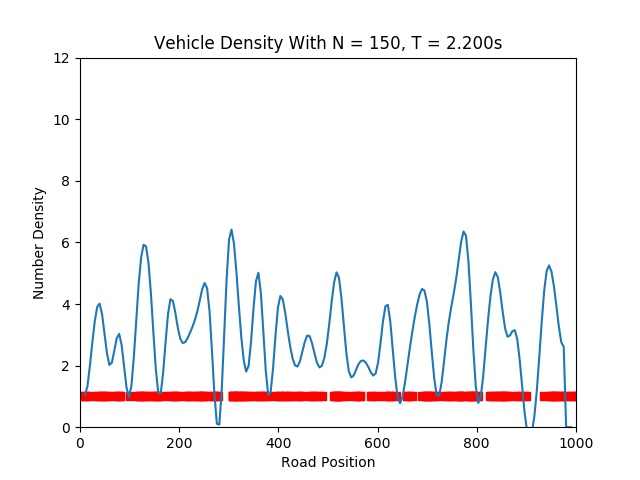 Vehicle Density With N = 150, T = 2.200s
12
10
8
6
4
2
0
Number Density
0 200 400 600 800 1000
Road Position